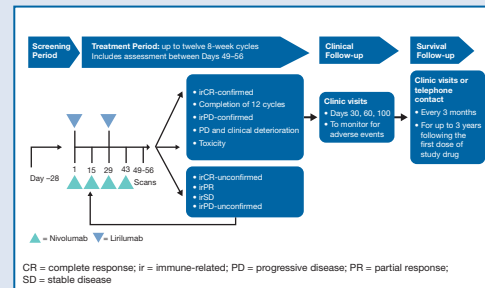 Screening
Period
Treatment Period: up to twelve 8-week cycles
Includes assessment between Days 49–56
Clinical
Follow-up
Survival
Follow-up
• irCR-confirmed
• Completion of 12 cycles
• irPD-confirmed
• PD and clinical deterioration
• Toxicity
Clinic visits
• Days 30, 60, 100
• To monitor for
adverse events
Clinic visits or
telephone
contact
• Every 3 months
• For up to 3 years
following the
first dose of
study drug
Day –28
1 15 29 43 49-56
Scans
• irCR-unconfirmed
• irPR
• irSD
• irPD-unconfirmed
= Nivolumab = Lirilumab
CR = complete response; ir = immune-related; PD = progressive disease; PR = partial response;
SD = stable disease